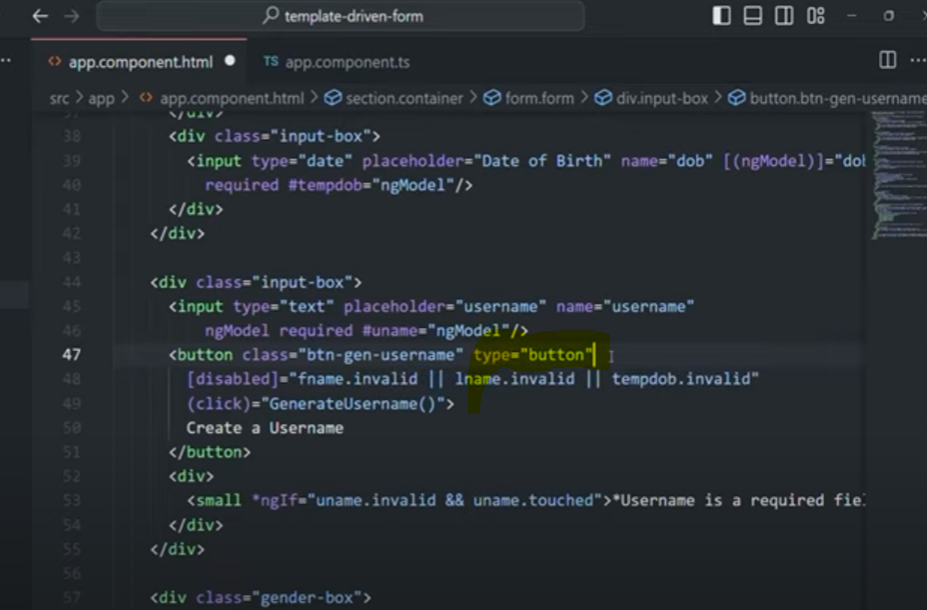 template-driven-form
app.component.html
TS app.component.ts
src > app > app.component.html > section.container > form.form > div.input-box > button.btn-gen-username
37 </div>
38 <div class="input-box">
39 <input type="date" placeholder="Date of Birth" name="dob" [(ngModel)]="dob
40 required #tempdob="ngModel"/>
41 </div>
42 </div>
43
44 <div class="input-box">
45 <input type="text" placeholder="username" name="username"
46 ngModel required #uname="ngModel"/>
47 <button class="btn-gen-username" type="button"
48 [disabled]="fname.invalid || lname.invalid || tempdob.invalid"
49 (click)="GenerateUsername()">
50 Create a Username
51 </button>
52 <div>
53 <small *ngIf="uname.invalid && uname.touched">*Username is a required fiel
54 </div>
55 </div>
56
57 <div class="gender-box">